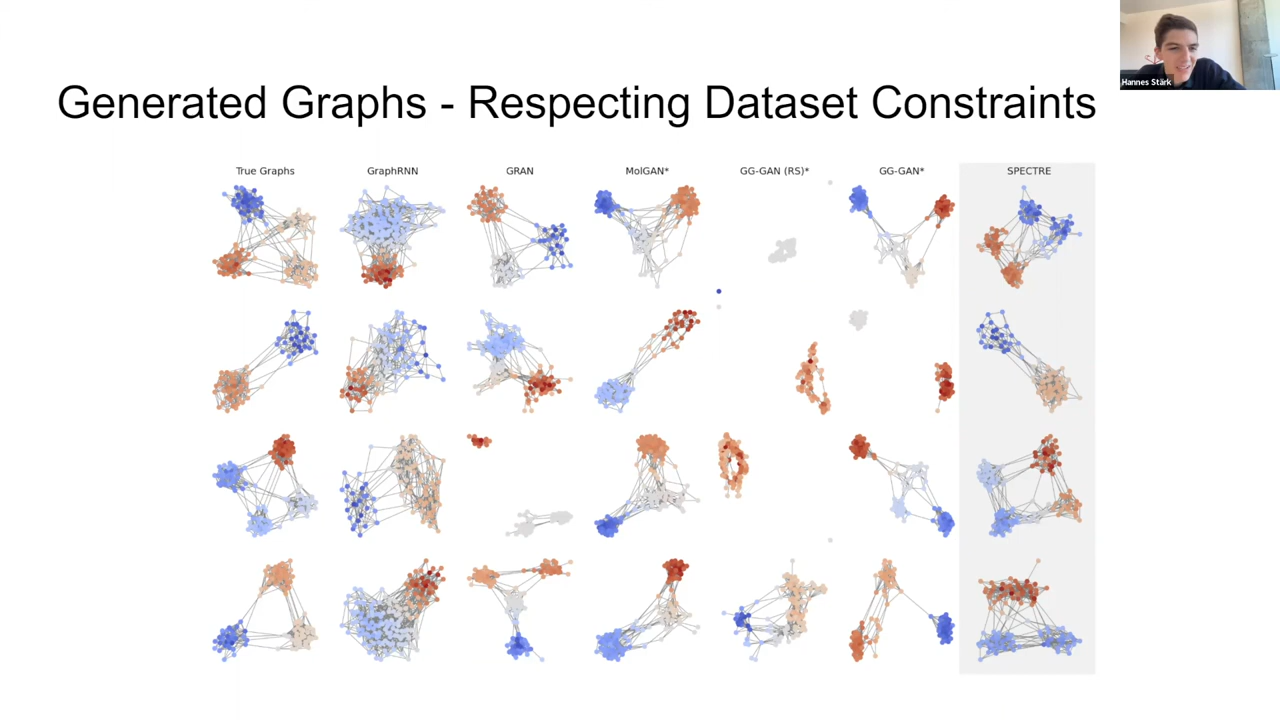 Hannes Stärk
Generated Graphs - Respecting Dataset Constraints
True Graphs GraphRNN GRAN MolGAN* GG-GAN (RS)* GG-GAN* SPECTRE